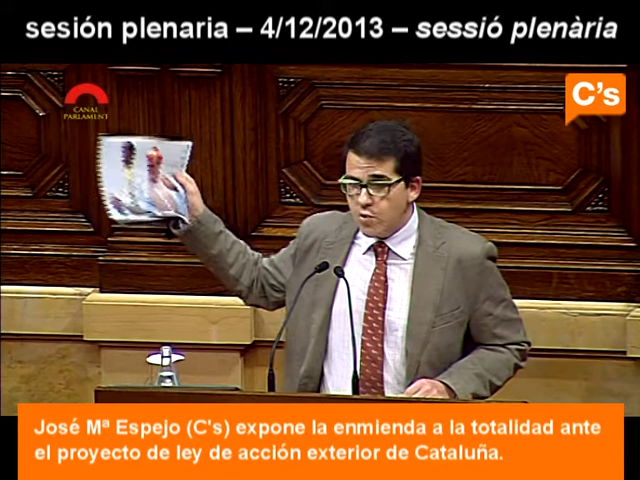 sesión plenaria – 4/12/2013 – sessió plenària
CANAL
PARLAMENT
C's
José Mª Espejo (C's) expone la enmienda a la totalidad ante
el proyecto de ley de acción exterior de Cataluña.